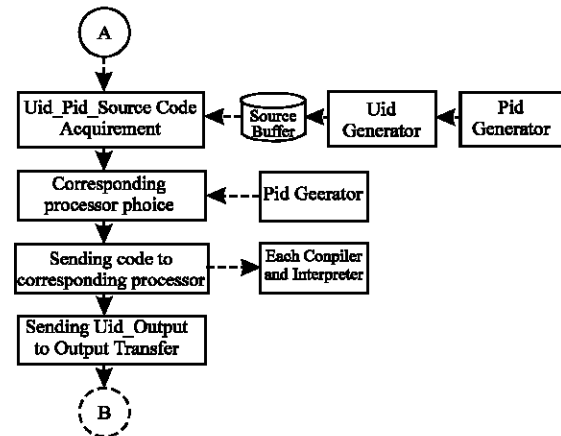 A
Uid_Pid_Source Code
Acquirement
Source
Buffer
Uid
Generator
Pid
Generator
Corresponding
processor phoice
Pid Geerator
Sending code to
corresponding processor
Each Conpiler
and Interpreter
Sending Uid_Output
to Output Transfer
B